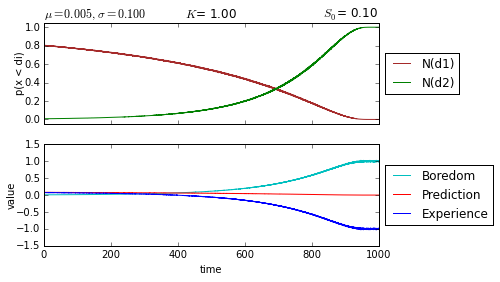 μ=0.005, σ=0.100 K= 1.00 S₀= 0.10
1.0
0.8
0.6
0.4
0.2
0.0
p(x < di)
N(d1)
N(d2)
1.5
1.0
0.5
0.0
−0.5
−1.0
−1.5
value
Boredom
Prediction
Experience
0 200 400 600 800 1000
time